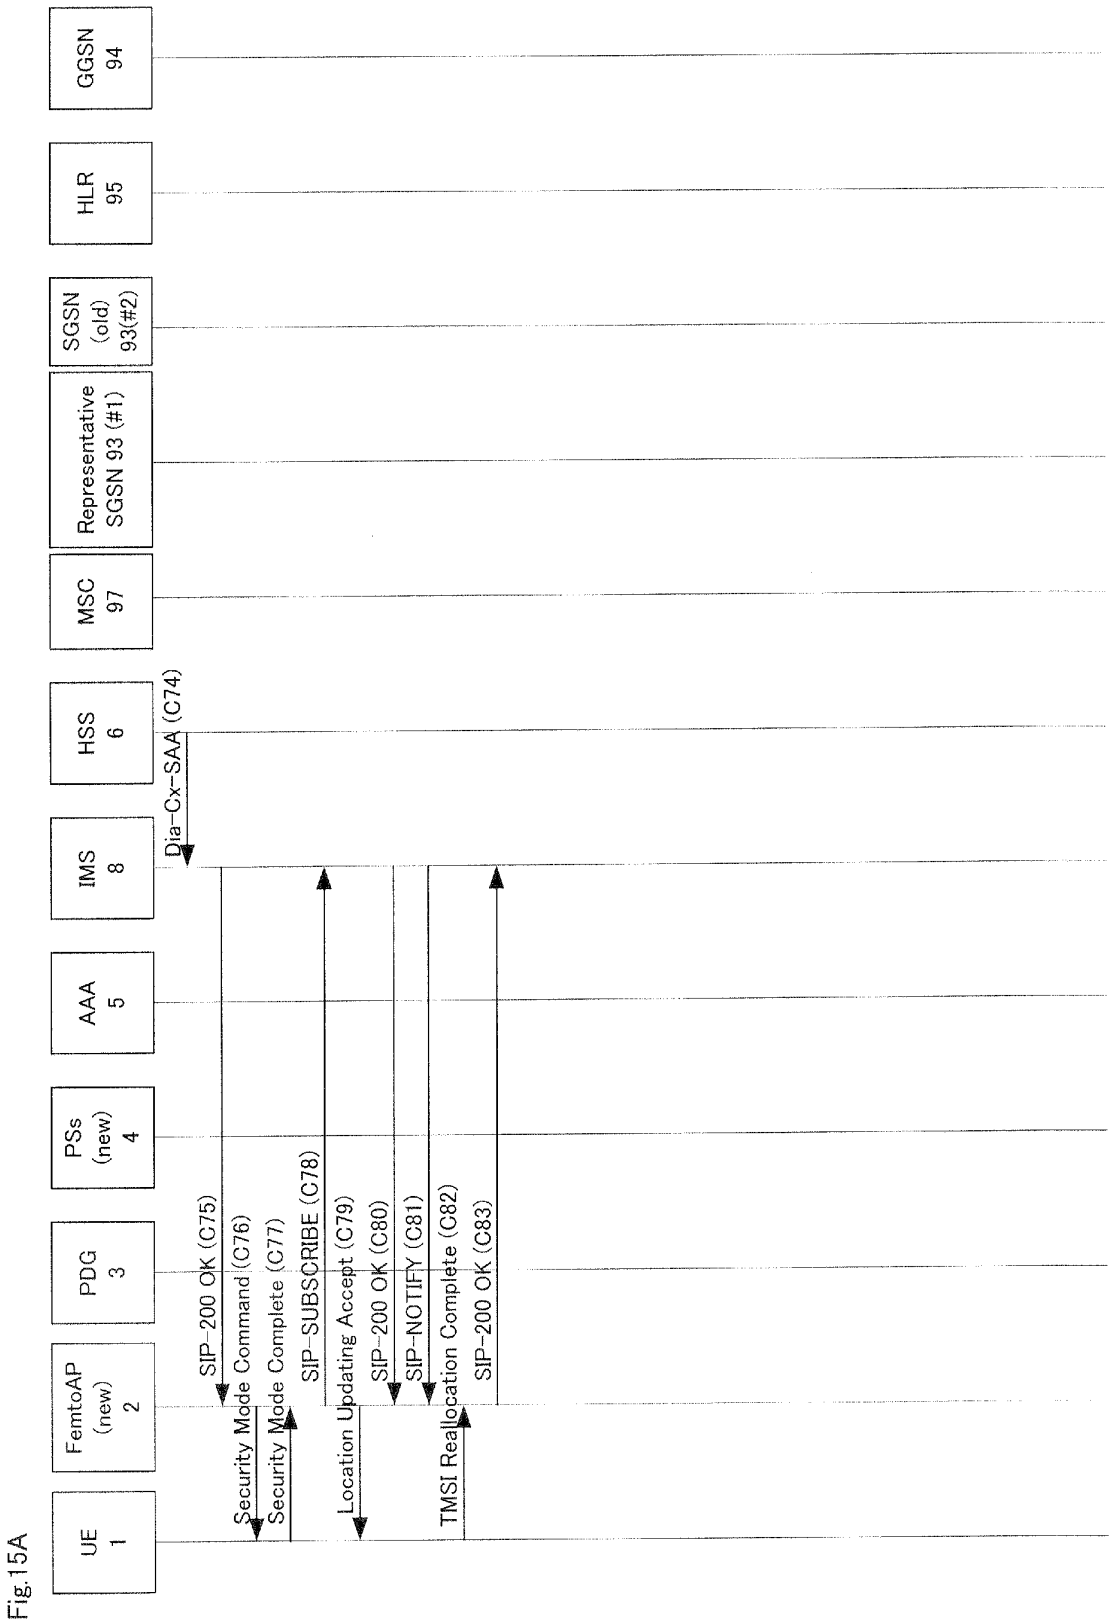 Fig.15A
UE
1
FemtoAP
(new)
2
PDG
3
PSs
(new)
4
AAA
5
IMS
8
HSS
6
MSC
97
Representative
SGSN 93 (#1)
SGSN
(old)
93(#2)
HLR
95
GGSN
94
Dia-Cx-SAA (C74)
SIP-200 OK (C75)
Security Mode Command (C76)
Security Mode Complete (C77)
SIP-SUBSCRIBE (C78)
Location Updating Accept (C79)
SIP-200 OK (C80)
SIP-NOTIFY (C81)
TMSI Reallocation Complete (C82)
SIP-200 OK (C83)